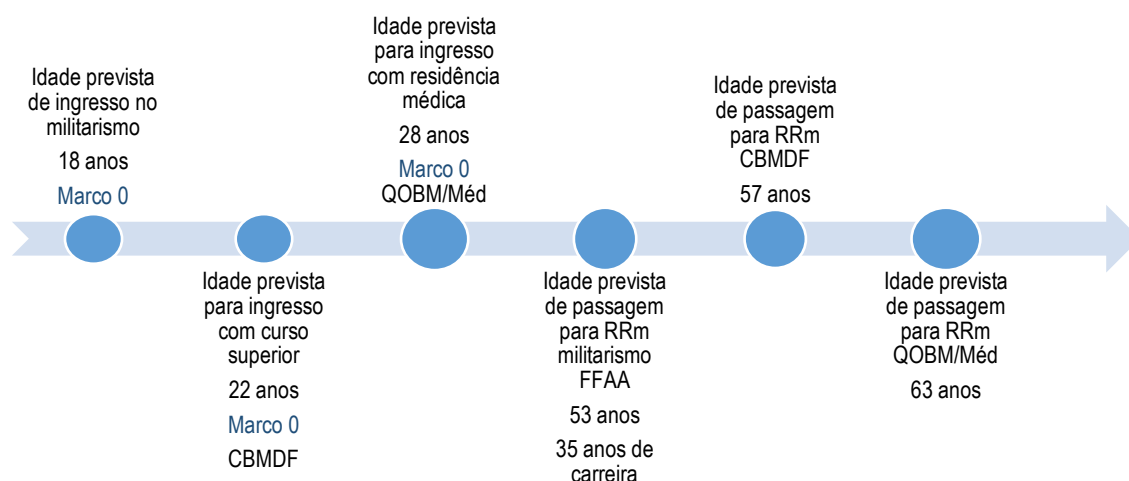 Idade prevista
de ingresso no
militarismo
18 anos
Marco 0
Idade prevista
para ingresso
com curso
superior
22 anos
Marco 0
CBMDF
Idade prevista
para ingresso
com residência
médica
28 anos
Marco 0
QOBM/Méd
Idade prevista
de passagem
para RRm
militarismo
FFAA
53 anos
35 anos de
carreira
Idade prevista
de passagem
para RRm
CBMDF
57 anos
Idade prevista
de passagem
para RRm
QOBM/Méd
63 anos